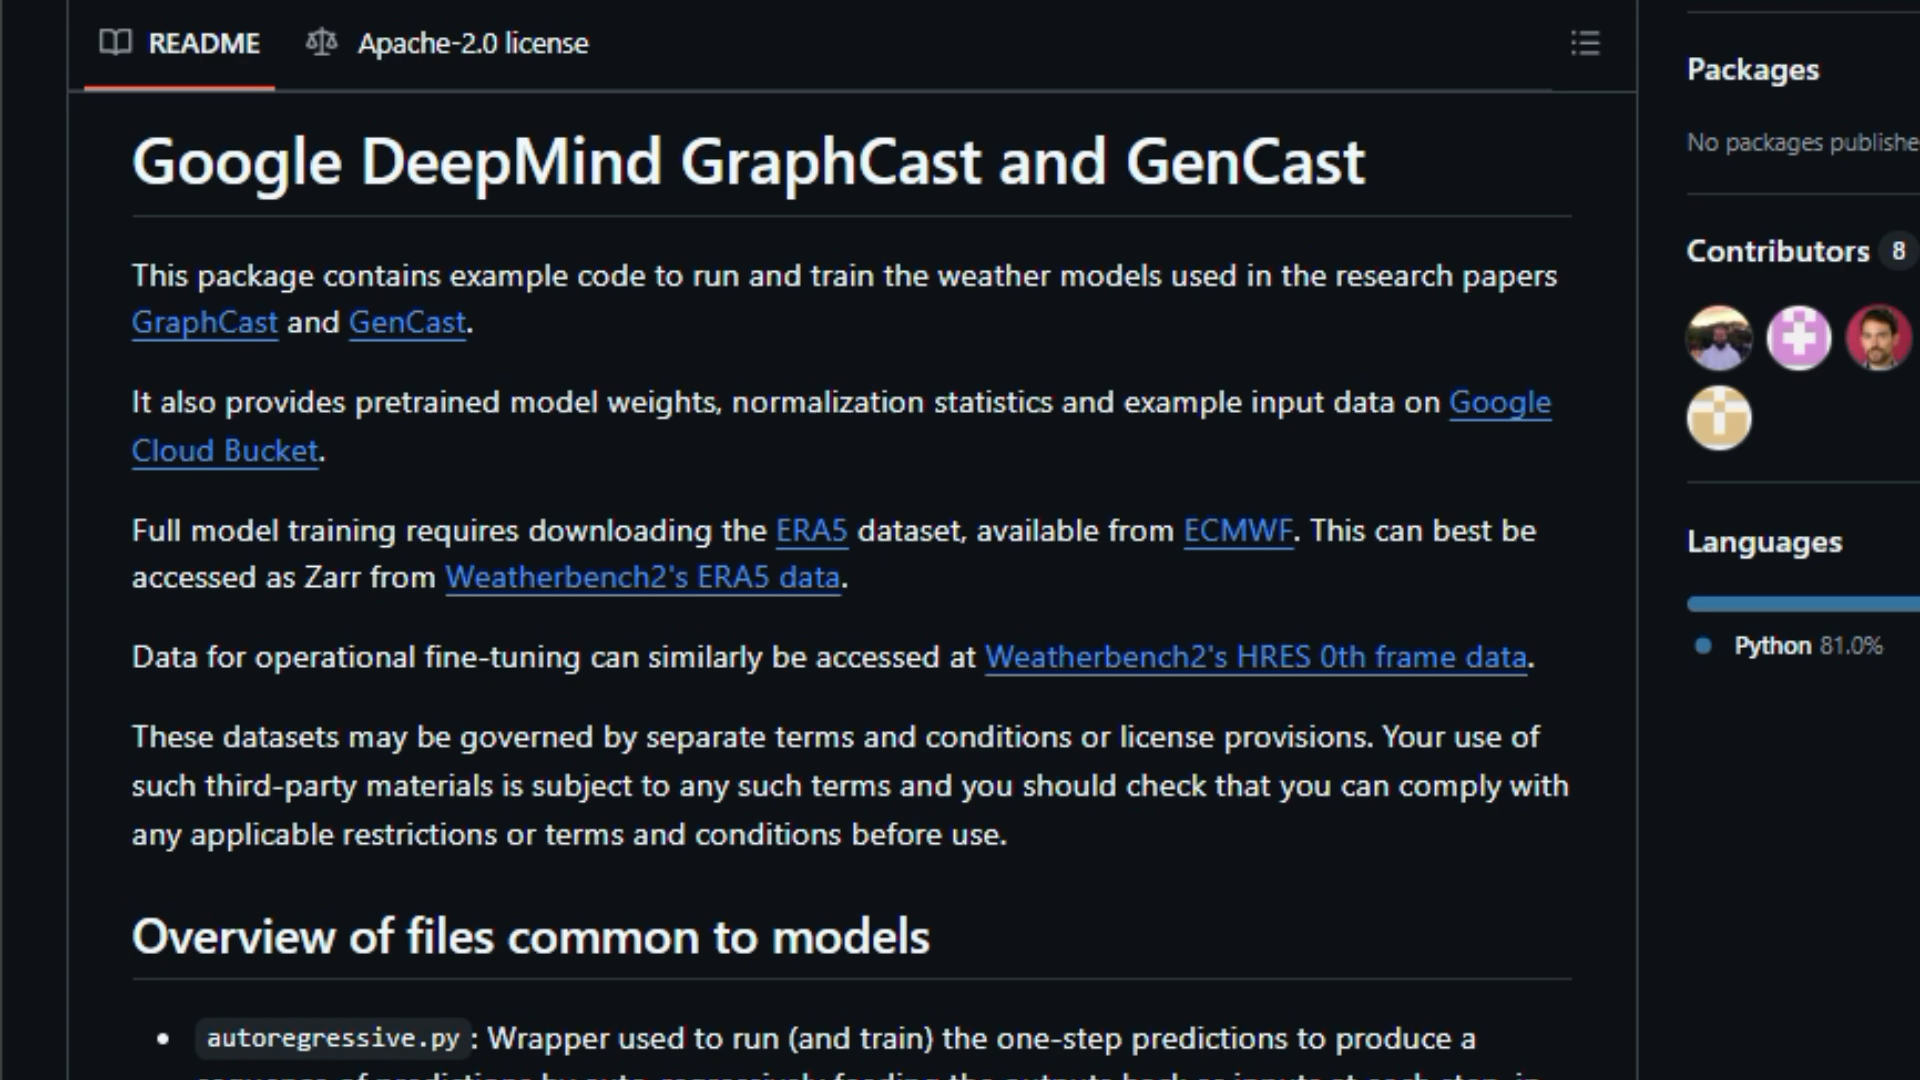 README
Apache-2.0 license
Google DeepMind GraphCast and GenCast
This package contains example code to run and train the weather models used in the research papers
GraphCast and GenCast.
It also provides pretrained model weights, normalization statistics and example input data on Google
Cloud Bucket.
Full model training requires downloading the ERA5 dataset, available from ECMWF. This can best be
accessed as Zarr from Weatherbench2's ERA5 data.
Data for operational fine-tuning can similarly be accessed at Weatherbench2's HRES 0th frame data.
These datasets may be governed by separate terms and conditions or license provisions. Your use of
such third-party materials is subject to any such terms and you should check that you can comply with
any applicable restrictions or terms and conditions before use.
Overview of files common to models
• autoregressive.py : Wrapper used to run (and train) the one-step predictions to produce a
Packages
No packages publishe
Contributors 8
Languages
Python 81.0%